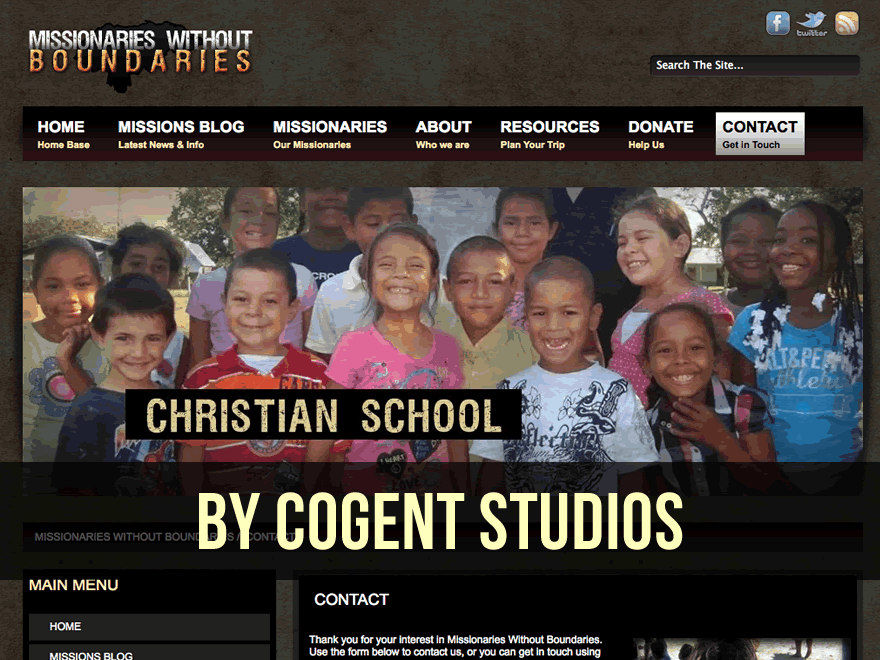 MISSIONARIES WITHOUT
BOUNDARIES
twitter
Search The Site...
HOME
Home Base
MISSIONS BLOG
Latest News & Info
MISSIONARIES
Our Missionaries
ABOUT
Who we are
RESOURCES
Plan Your Trip
DONATE
Help Us
CONTACT
Get in Touch
CHRISTIAN SCHOOL
BY COGENT STUDIOS
MISSIONARIES WITHOUT BOUNDARIES / CONTACT
MAIN MENU
HOME
MISSIONS BLOG
CONTACT
Thank you for your interest in Missionaries Without Boundaries.
Use the form below to contact us, or you can get in touch using